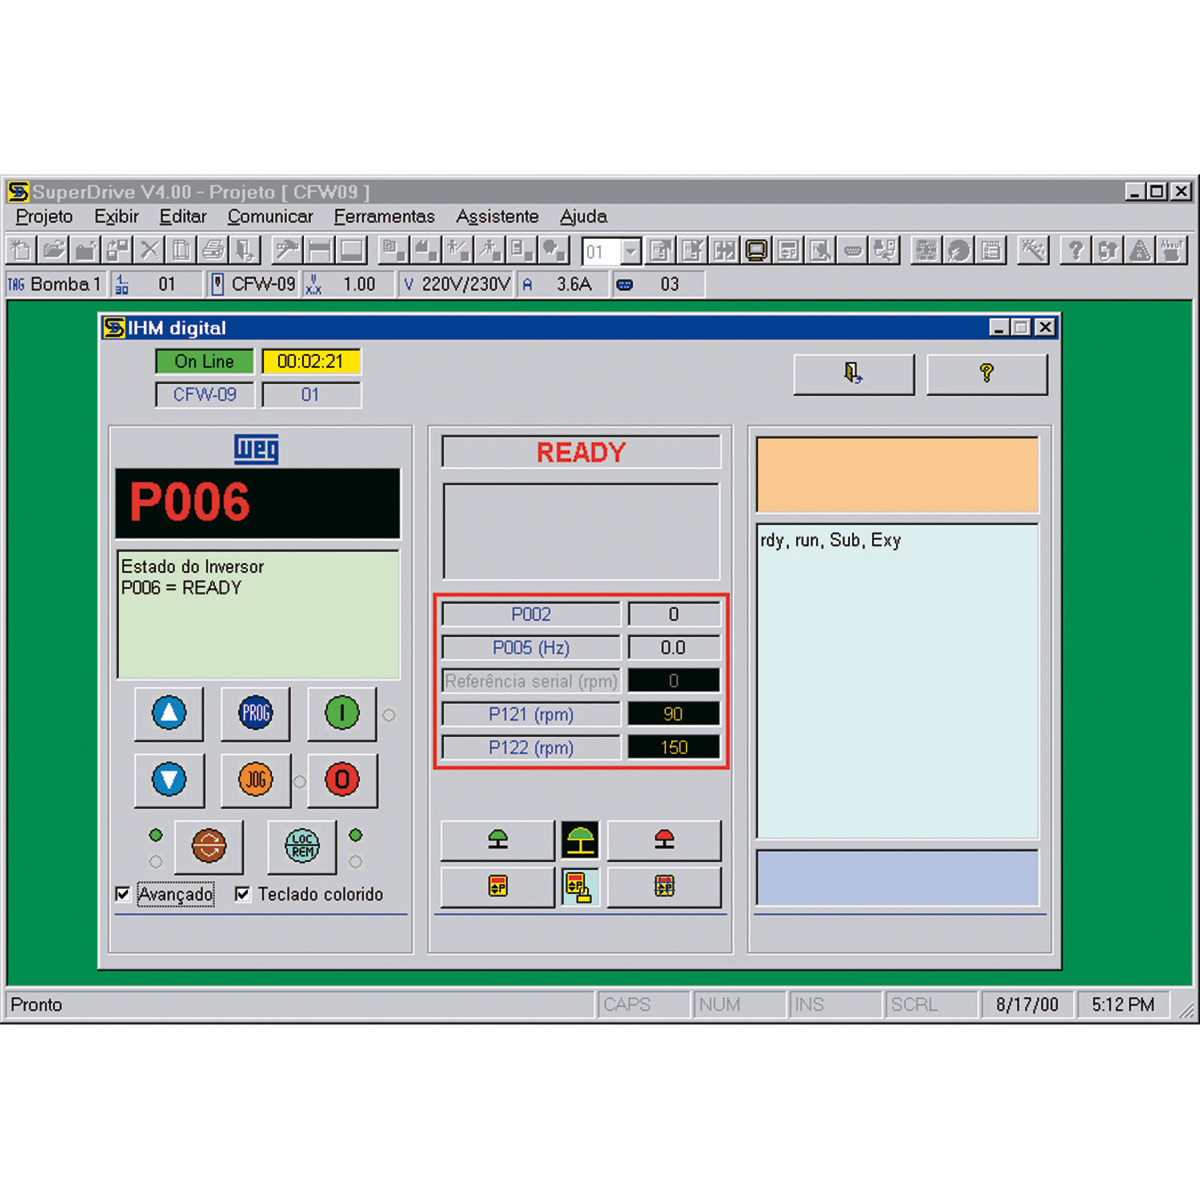 SuperDrive V4.00 - Projeto [ CFW09 ]
Projeto Exibir Editar Comunicar Ferramentas Assistente Ajuda
01
TAG Bomba 1 01 CFW-09 V x.x 1.00 V 220V/230V A 3.6A 03
IHM digital
On Line 00:02:21
CFW-09 01
?
WEG
P006
Estado do Inversor
P006 = READY
PROG I
JOG O
LOC
REM
Avançado Teclado colorido
READY
P002 0
P005 (Hz) 0.0
Referência serial (rpm) 0
P121 (rpm) 90
P122 (rpm) 150
rdy, run, Sub, Exy
Pronto CAPS NUM INS SCRL 8/17/00 5:12 PM